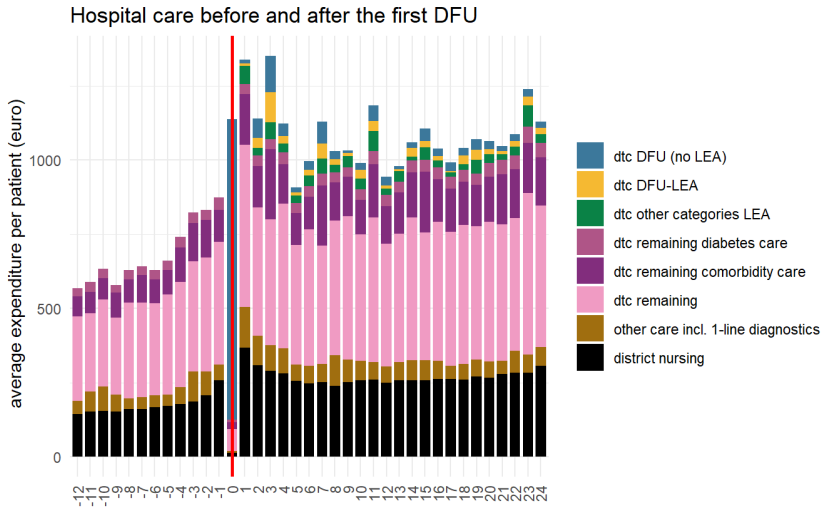 Hospital care before and after the first DFU
average expenditure per patient (euro)
1000
500
0
-12 -11 -10 -9 -8 -7 -6 -5 -4 -3 -2 -1 0 1 2 3 4 5 6 7 8 9 10 11 12 13 14 15 16 17 18 19 20 21 22 23 24
dtc DFU (no LEA)
dtc DFU-LEA
dtc other categories LEA
dtc remaining diabetes care
dtc remaining comorbidity care
dtc remaining
other care incl. 1-line diagnostics
district nursing